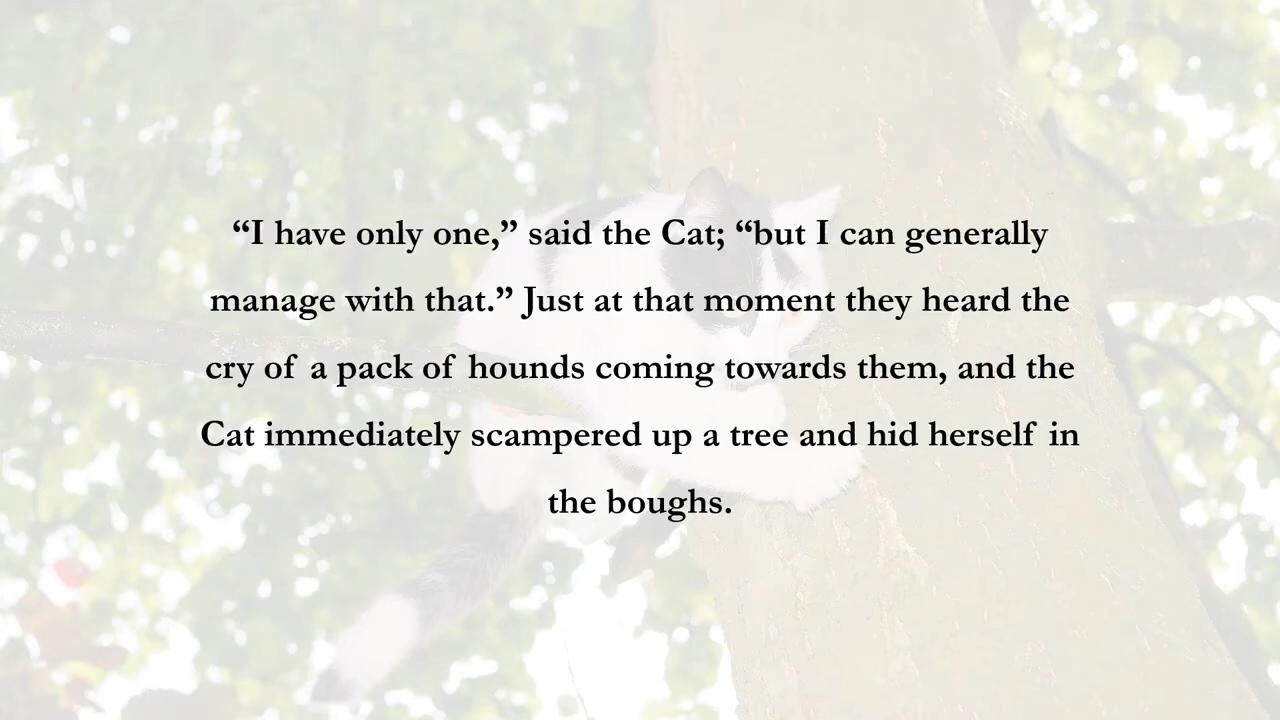 “I have only one,” said the Cat; “but I can generally
manage with that.” Just at that moment they heard the
cry of a pack of hounds coming towards them, and the
Cat immediately scampered up a tree and hid herself in
the boughs.